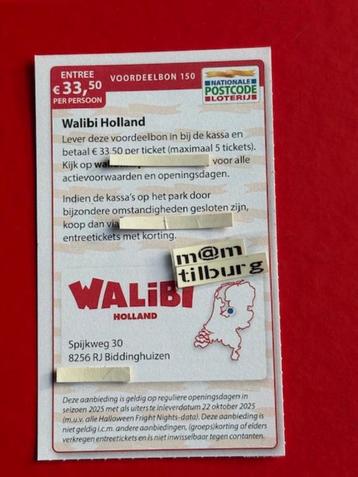 ENTREE
€ 33,50
PER PERSOON
VOORDEELBON 150
NATIONALE
POSTCODE
LOTERIJ
Walibi Holland
Lever deze voordeelbon in bij de kassa en
betaal € 33.50 per ticket (maximaal 5 tickets).
Kijk op voor alle
actievoorwaarden en openingsdagen.
Indien de kassa's op het park door
bijzondere omstandigheden gesloten zijn,
koop dan via
entreetickets met korting.
m@m
tilburg
WALiBi
HOLLAND
Spijkweg 30
8256 RJ Biddinghuizen
Deze aanbieding is geldig op reguliere openingsdagen in
seizoen 2025 met als uiterste inleverdatum 22 oktober 2025
(m.u.v. alle Halloween Fright Nights-data). Deze aanbieding is
niet geldig i.c.m. andere aanbiedingen, (groeps)korting of elders
verkregen entreetickets en is niet inwisselbaar tegen contanten.